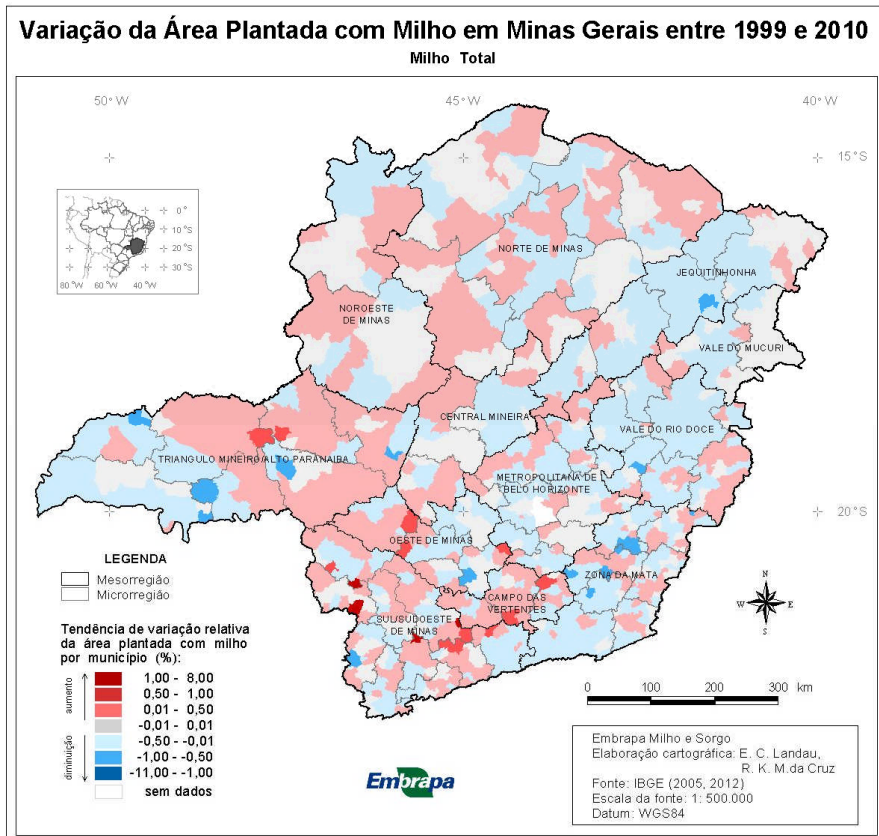 Variação da Área Plantada com Milho em Minas Gerais entre 1999 e 2010
Milho Total
50° W
45° W
40° W
15° S
0°
10°S
20°S
30°S
80°W
60°W
40°W
NORTE DE MINAS
JEQUITINHONHA
NOROESTE
DE MINAS
VALE DO MUCURI
CENTRAL MINEIRA
VALE DO RIO DOCE
TRIANGULO MINEIRO/ALTO PARANAIBA
METROPOLITANA DE
BELO HORIZONTE
20° S
OESTE DE MINAS
ZONA DA MATA
CAMPO DAS
VERTENTES
SUL/SUDOESTE
DE MINAS
LEGENDA
Mesorregião
Microrregião
N
W E
S
Tendência de variação relativa
da área plantada com milho
por município (%):
aumento
diminuição
1,00 - 8,00
0,50 - 1,00
0,01 - 0,50
-0,01 - 0,01
-0,50 - -0,01
-1,00 - -0,50
-11,00 - -1,00
sem dados
0 100 200 300 km
Embrapa
Embrapa Milho e Sorgo
Elaboração cartográfica: E. C. Landau,
R. K. M.da Cruz
Fonte: IBGE (2005, 2012)
Escala da fonte: 1: 500.000
Datum: WGS84